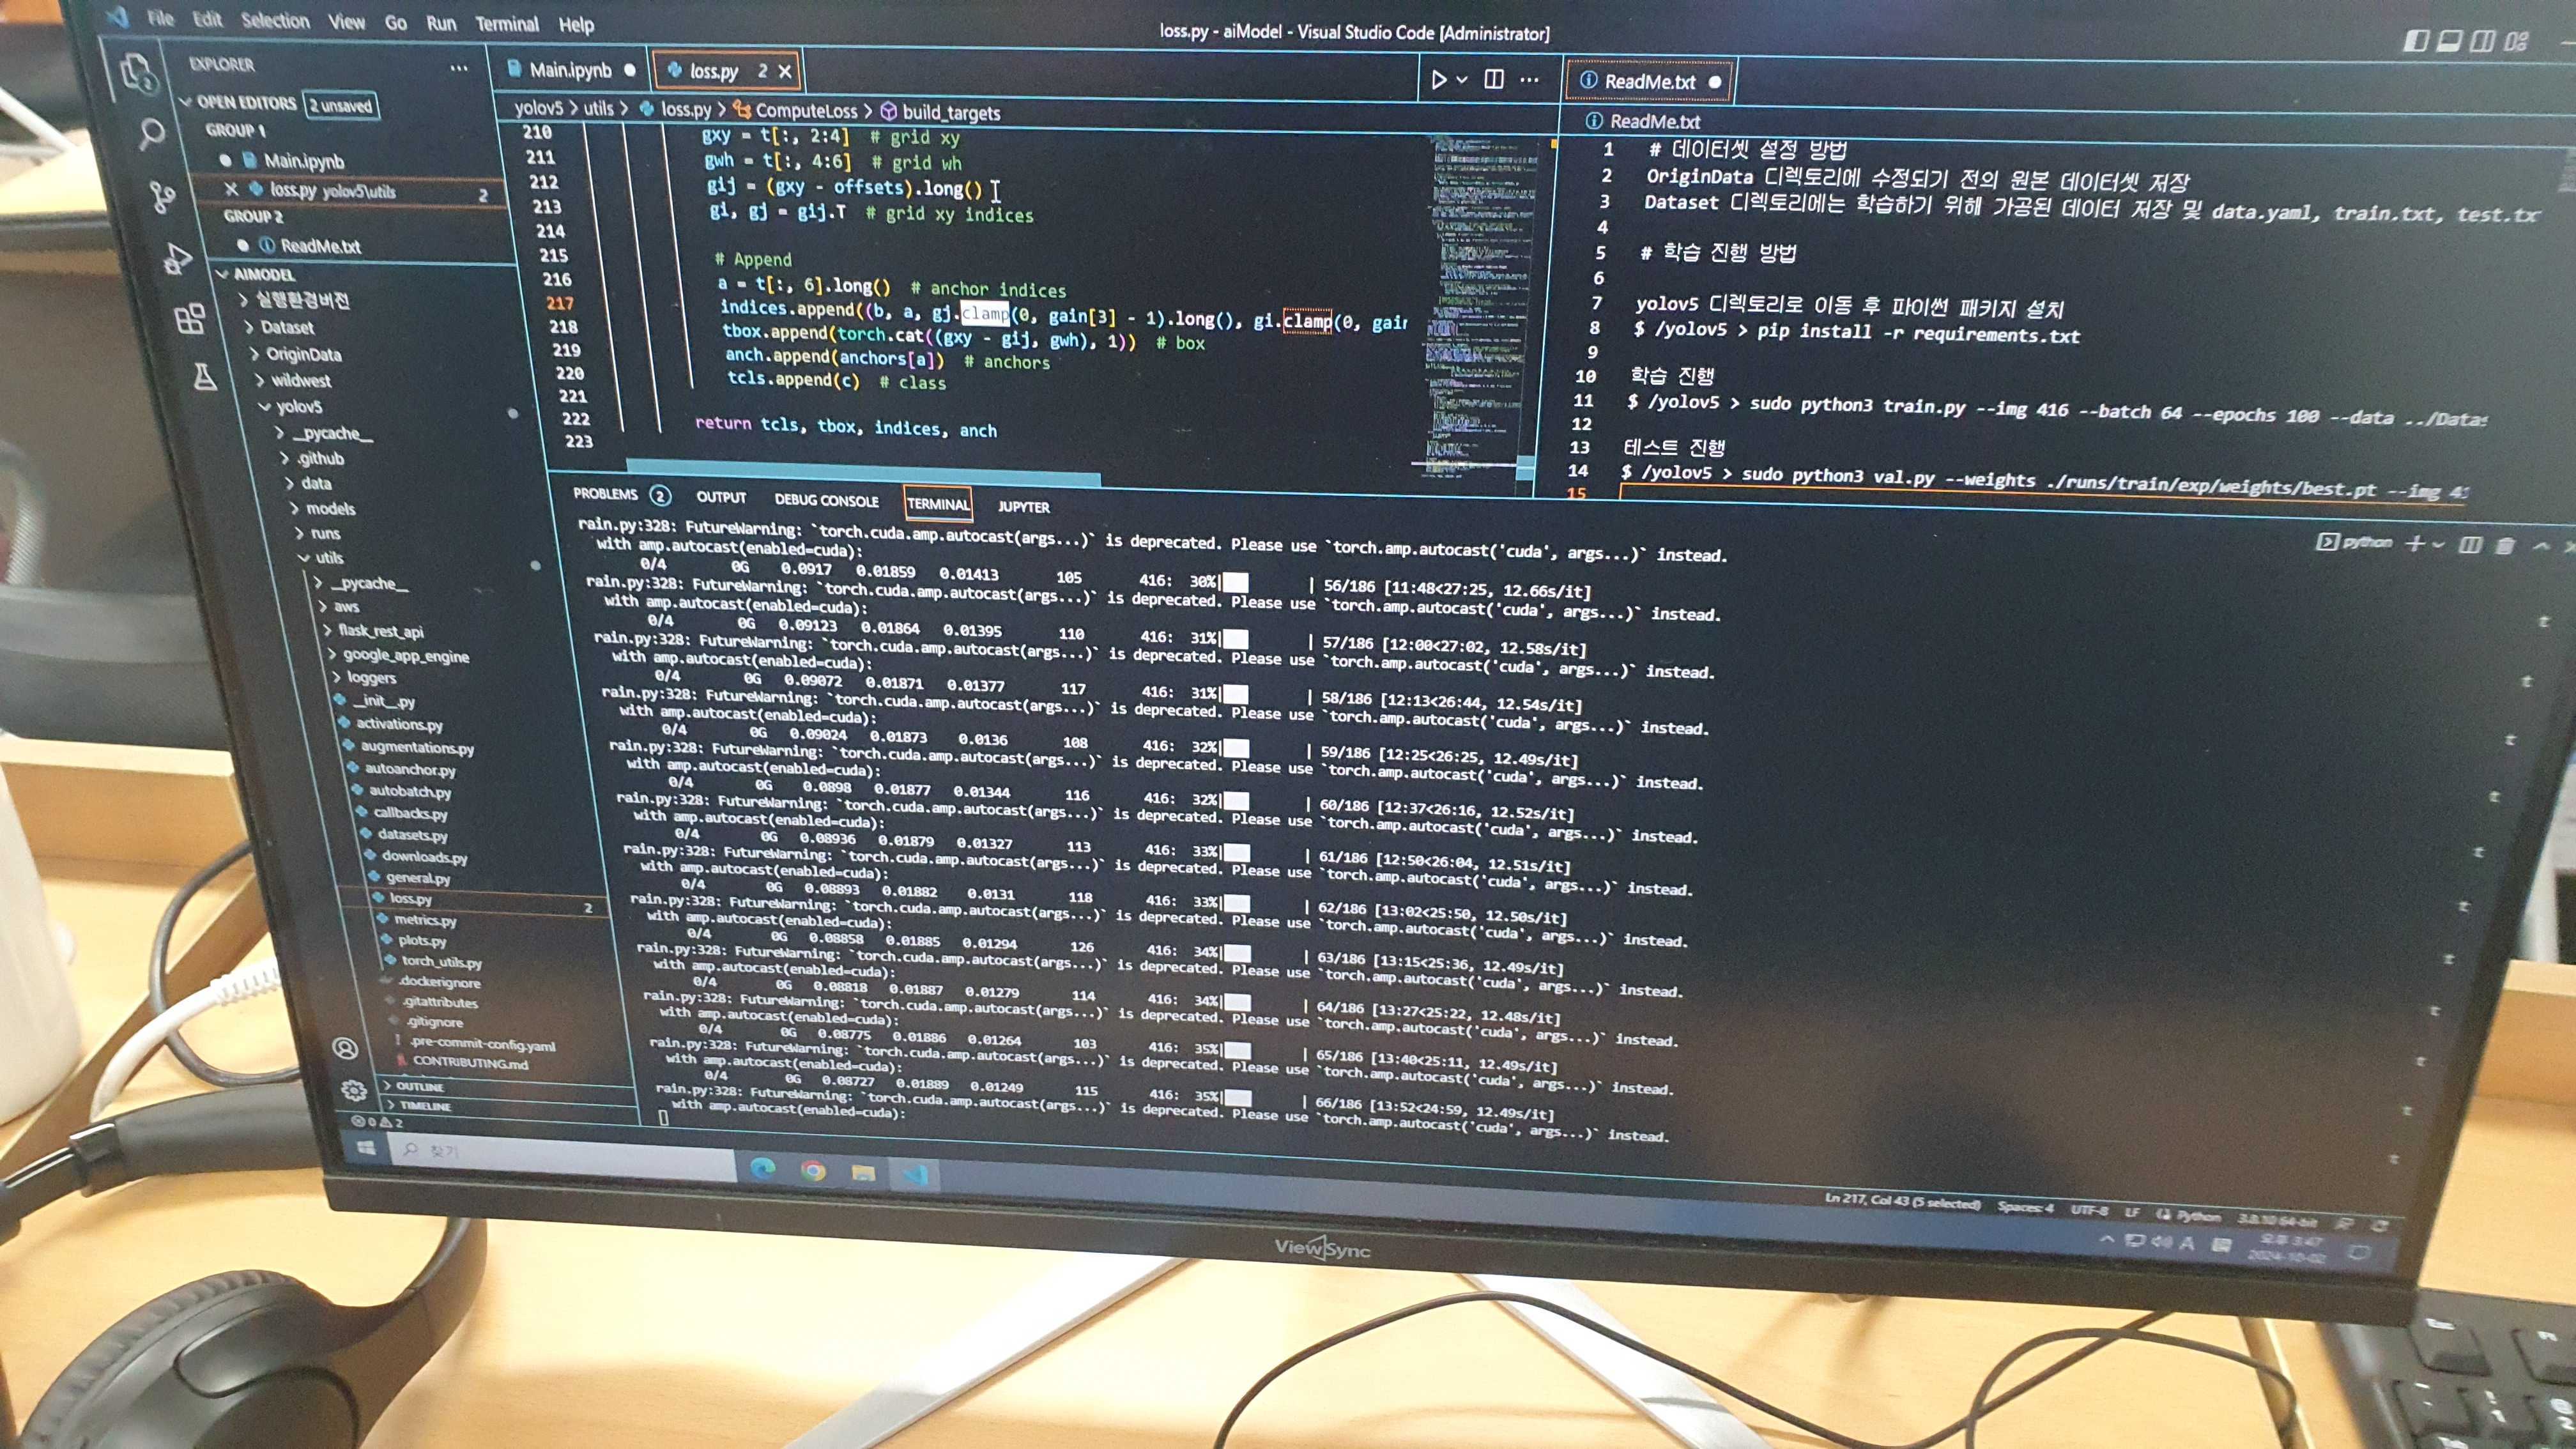 File Edit Selection View Go Run Terminal Help
loss.py - aiModel - Visual Studio Code [Administrator]
EXPLORER
OPEN EDITORS 2 unsaved
GROUP 1
Main.ipynb
loss.py yolov5\utils 2
GROUP 2
ReadMe.txt
AIMODEL
실행환경버전
Dataset
OriginData
wildwest
yolov5
__pycache__
.github
data
models
runs
utils
__pycache__
aws
flask_rest_api
google_app_engine
loggers
__init__.py
activations.py
augmentations.py
autoanchor.py
autobatch.py
callbacks.py
datasets.py
downloads.py
general.py
loss.py 2
metrics.py
plots.py
torch_utils.py
.dockerignore
.gitattributes
.gitignore
.pre-commit-config.yaml
CONTRIBUTING.md
OUTLINE
TIMELINE
Main.ipynb
loss.py 2
yolov5 > utils > loss.py > ComputeLoss > build_targets
210 gxy = t[:, 2:4] # grid xy
211 gwh = t[:, 4:6] # grid wh
212 gij = (gxy - offsets).long()
213 gi, gj = gij.T # grid xy indices
214
215 # Append
216 a = t[:, 6].long() # anchor indices
217 indices.append((b, a, gj.clamp(0, gain[3] - 1).long(), gi.clamp(0, gain
218 tbox.append(torch.cat((gxy - gij, gwh), 1)) # box
219 anch.append(anchors[a]) # anchors
220 tcls.append(c) # class
221
222 return tcls, tbox, indices, anch
223
ReadMe.txt
ReadMe.txt
1 # 데이터셋 설정 방법
2 OriginData 디렉토리에 수정되기 전의 원본 데이터셋 저장
3 Dataset 디렉토리에는 학습하기 위해 가공된 데이터 저장 및 data.yaml, train.txt, test.tx
4
5 # 학습 진행 방법
6
7 yolov5 디렉토리로 이동 후 파이썬 패키지 설치
8 $ /yolov5 > pip install -r requirements.txt
9
10 학습 진행
11 $ /yolov5 > sudo python3 train.py --img 416 --batch 64 --epochs 100 --data ../Data
12
13 테스트 진행
14 $ /yolov5 > sudo python3 val.py --weights ./runs/train/exp/weights/best.pt --img 4
15
PROBLEMS 2 OUTPUT DEBUG CONSOLE TERMINAL JUPYTER
python
rain.py:328: FutureWarning: `torch.cuda.amp.autocast(args...)` is deprecated. Please use `torch.amp.autocast('cuda', args...)` instead.
with amp.autocast(enabled=cuda):
0/4 0G 0.0917 0.01859 0.01413 105 416: 30%| | 56/186 [11:48<27:25, 12.66s/it]
rain.py:328: FutureWarning: `torch.cuda.amp.autocast(args...)` is deprecated. Please use `torch.amp.autocast('cuda', args...)` instead.
with amp.autocast(enabled=cuda):
0/4 0G 0.09123 0.01864 0.01395 110 416: 31%| | 57/186 [12:00<27:02, 12.58s/it]
rain.py:328: FutureWarning: `torch.cuda.amp.autocast(args...)` is deprecated. Please use `torch.amp.autocast('cuda', args...)` instead.
with amp.autocast(enabled=cuda):
0/4 0G 0.09072 0.01871 0.01377 117 416: 31%| | 58/186 [12:13<26:44, 12.54s/it]
rain.py:328: FutureWarning: `torch.cuda.amp.autocast(args...)` is deprecated. Please use `torch.amp.autocast('cuda', args...)` instead.
with amp.autocast(enabled=cuda):
0/4 0G 0.09024 0.01873 0.0136 108 416: 32%| | 59/186 [12:25<26:25, 12.49s/it]
rain.py:328: FutureWarning: `torch.cuda.amp.autocast(args...)` is deprecated. Please use `torch.amp.autocast('cuda', args...)` instead.
with amp.autocast(enabled=cuda):
0/4 0G 0.0898 0.01877 0.01344 116 416: 32%| | 60/186 [12:37<26:16, 12.52s/it]
rain.py:328: FutureWarning: `torch.cuda.amp.autocast(args...)` is deprecated. Please use `torch.amp.autocast('cuda', args...)` instead.
with amp.autocast(enabled=cuda):
0/4 0G 0.08936 0.01879 0.01327 113 416: 33%| | 61/186 [12:50<26:04, 12.51s/it]
rain.py:328: FutureWarning: `torch.cuda.amp.autocast(args...)` is deprecated. Please use `torch.amp.autocast('cuda', args...)` instead.
with amp.autocast(enabled=cuda):
0/4 0G 0.08893 0.01882 0.0131 118 416: 33%| | 62/186 [13:02<25:50, 12.50s/it]
rain.py:328: FutureWarning: `torch.cuda.amp.autocast(args...)` is deprecated. Please use `torch.amp.autocast('cuda', args...)` instead.
with amp.autocast(enabled=cuda):
0/4 0G 0.08858 0.01885 0.01294 126 416: 34%| | 63/186 [13:15<25:36, 12.49s/it]
rain.py:328: FutureWarning: `torch.cuda.amp.autocast(args...)` is deprecated. Please use `torch.amp.autocast('cuda', args...)` instead.
with amp.autocast(enabled=cuda):
0/4 0G 0.08818 0.01887 0.01279 114 416: 34%| | 64/186 [13:27<25:22, 12.48s/it]
rain.py:328: FutureWarning: `torch.cuda.amp.autocast(args...)` is deprecated. Please use `torch.amp.autocast('cuda', args...)` instead.
with amp.autocast(enabled=cuda):
0/4 0G 0.08775 0.01886 0.01264 103 416: 35%| | 65/186 [13:40<25:11, 12.49s/it]
rain.py:328: FutureWarning: `torch.cuda.amp.autocast(args...)` is deprecated. Please use `torch.amp.autocast('cuda', args...)` instead.
with amp.autocast(enabled=cuda):
0/4 0G 0.08727 0.01889 0.01249 115 416: 35%| | 66/186 [13:52<24:59, 12.49s/it]
rain.py:328: FutureWarning: `torch.cuda.amp.autocast(args...)` is deprecated. Please use `torch.amp.autocast('cuda', args...)` instead.
with amp.autocast(enabled=cuda):
0 2
Ln 217, Col 43 (5 selected) Spaces: 4 UTF-8 LF Python 3.8.10 64-bit
찾기
A
오후 3:47
2024-10-02
ViewSync
Esc